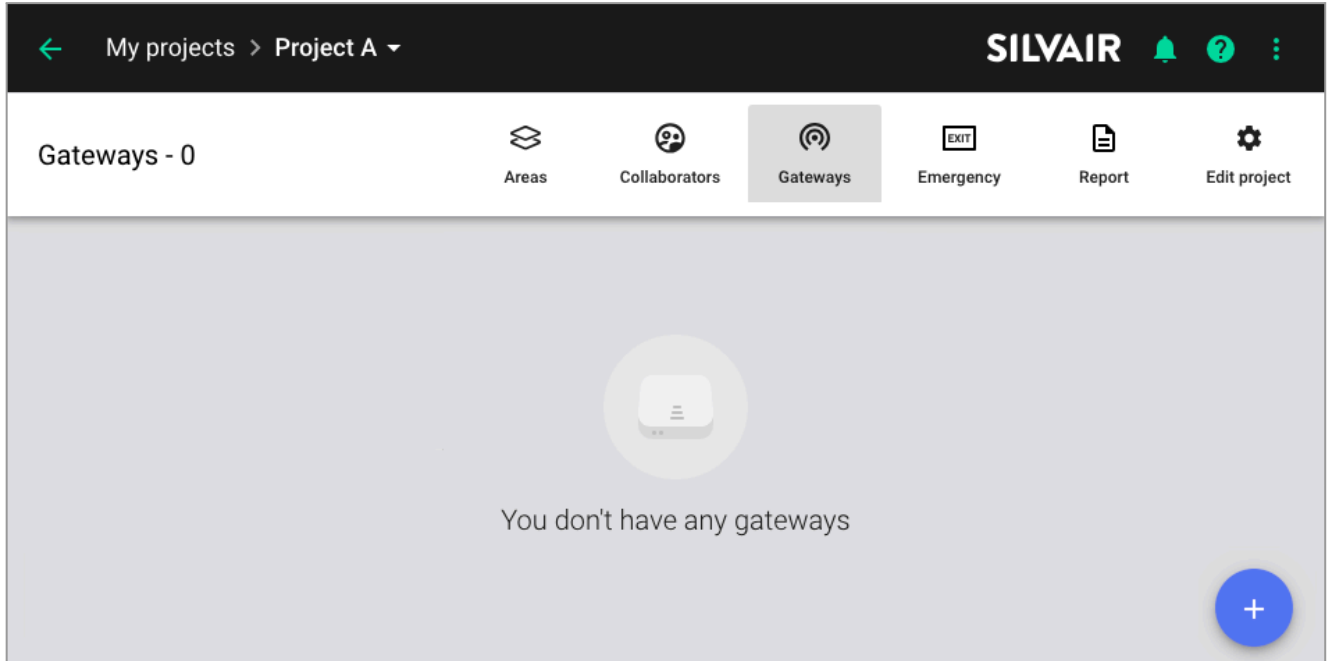 My projects > Project A
SILVAIR
?
Gateways - 0
EXIT
Areas
Collaborators
Gateways
Emergency
Report
Edit project
You don't have any gateways
+